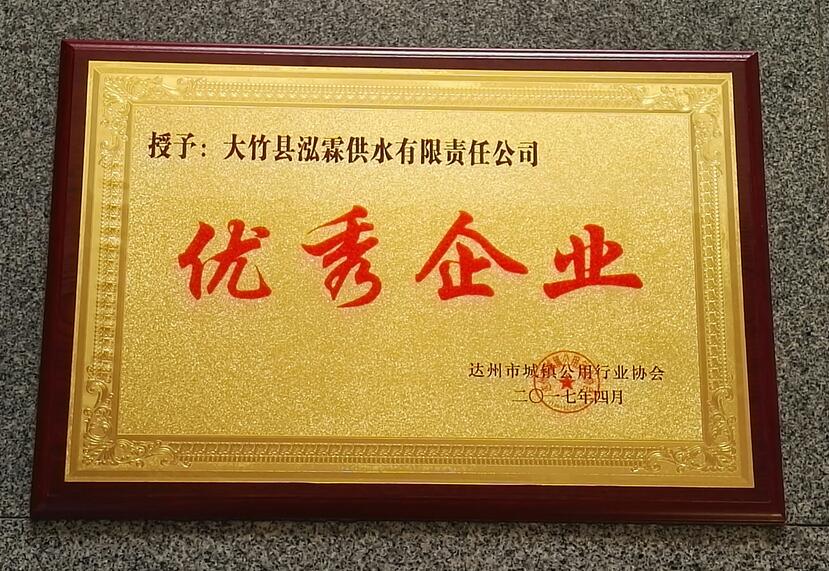 授予：大竹县泓霖供水有限责任公司
优秀企业
达州市城镇公用行业协会
二〇一七年四月